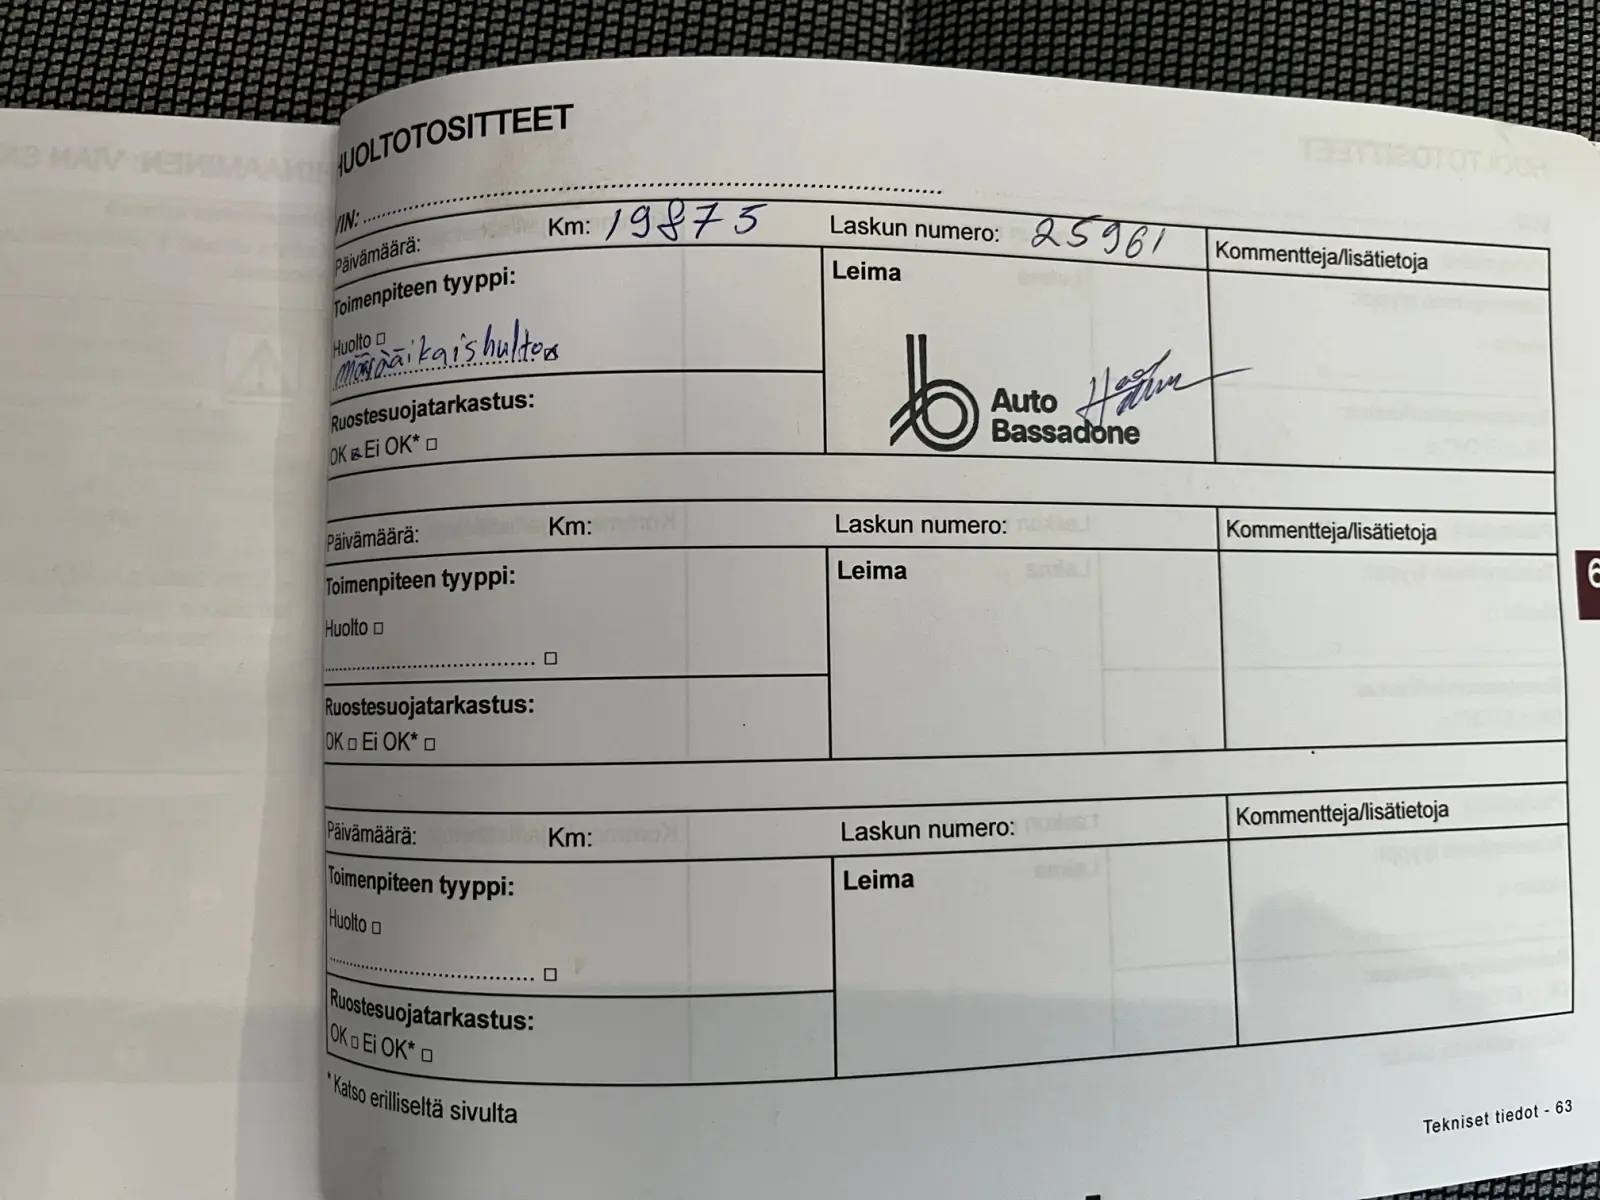 HUOLTOTOSITTEET
VIN:
Päivämäärä: Km: 19875 Laskun numero: 25961 Kommentteja/lisätietoja
Toimenpiteen tyyppi: Leima
Huolto
Määräaikaishulto
Auto
Bassadone
Ruostesuojatarkastus:
OK Ei OK*
Päivämäärä: Km: Laskun numero: Kommentteja/lisätietoja
Toimenpiteen tyyppi: Leima
Huolto
Ruostesuojatarkastus:
OK Ei OK*
Päivämäärä: Km: Laskun numero: Kommentteja/lisätietoja
Toimenpiteen tyyppi: Leima
Huolto
Ruostesuojatarkastus:
OK Ei OK*
* Katso erilliseltä sivulta
Tekniset tiedot - 63
6